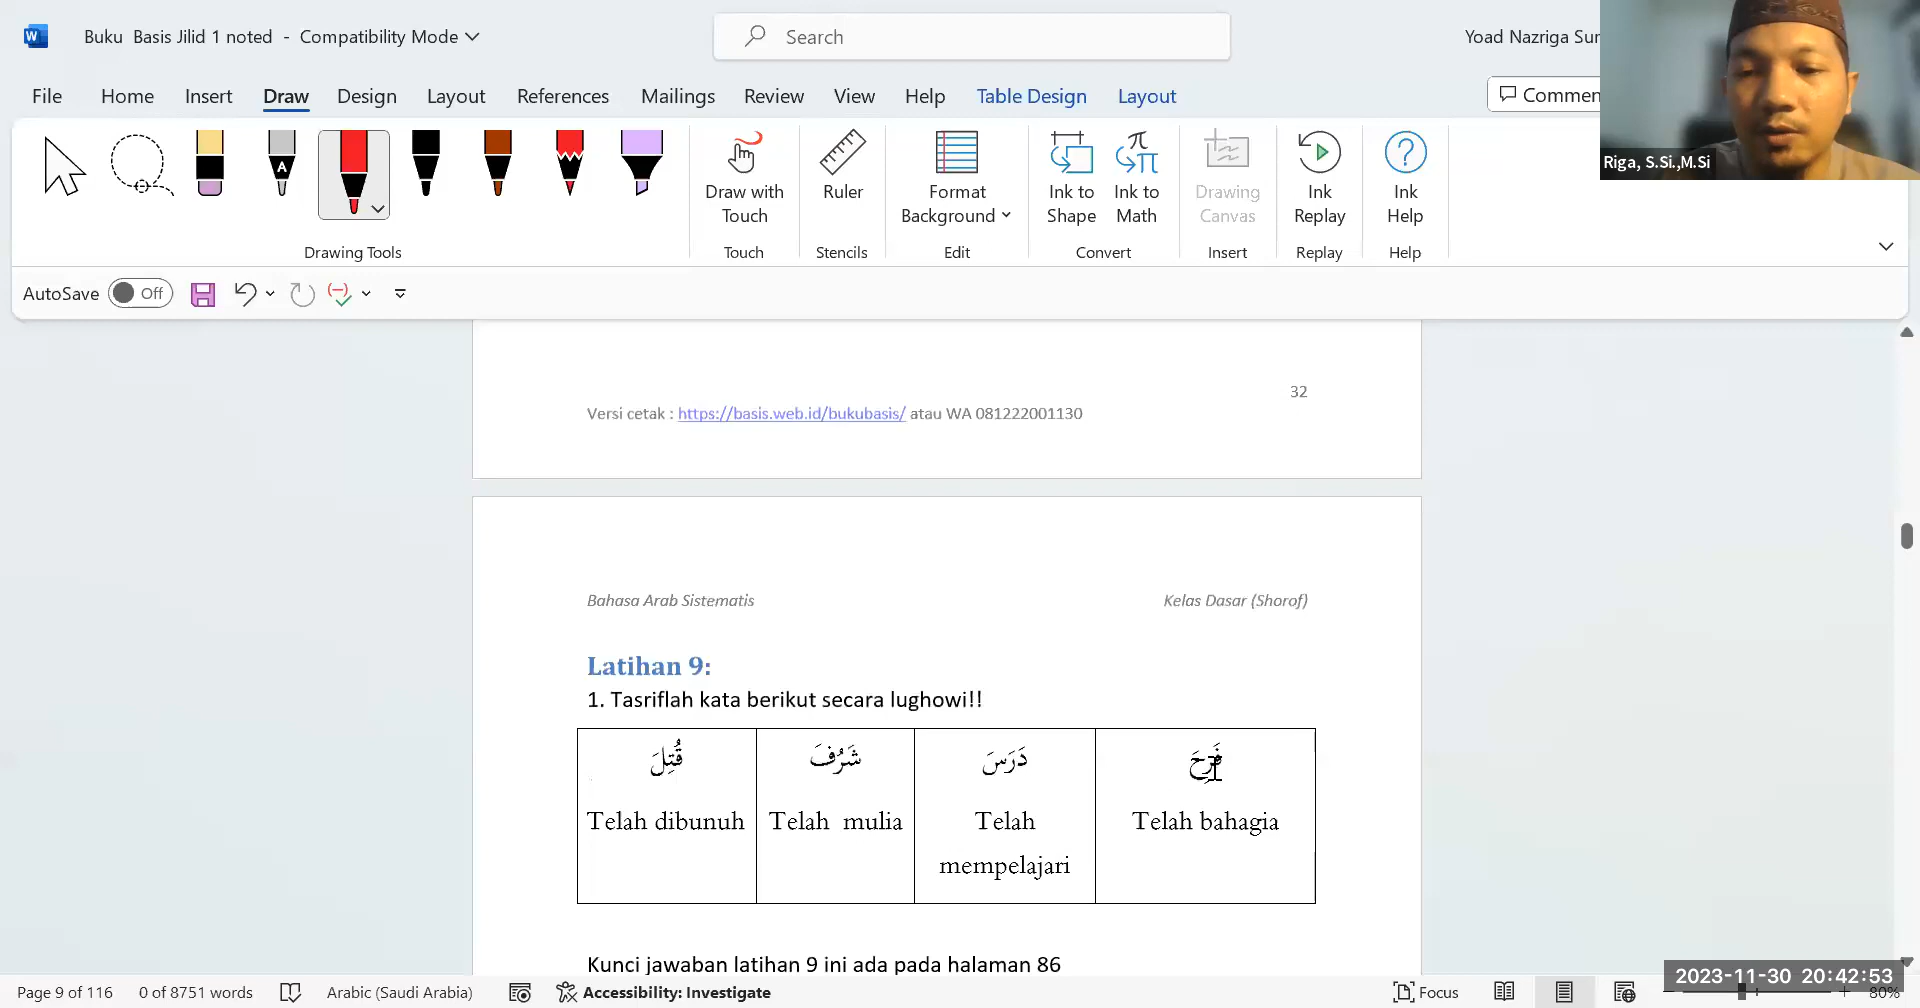 Buku Basis Jilid 1 noted - Compatibility Mode
Search
Yoad Nazriga Sur
File Home Insert Draw Design Layout References Mailings Review View Help Table Design Layout
Commen
Riga, S.Si.,M.Si
Draw with Touch
Ruler
Format Background
Ink to Shape
Ink to Math
Drawing Canvas
Ink Replay
Ink Help
Drawing Tools Touch Stencils Edit Convert Insert Replay Help
AutoSave Off
32
Versi cetak : https://basis.web.id/bukubasis/ atau WA 081222001130
Bahasa Arab Sistematis Kelas Dasar (Shorof)
Latihan 9:
1. Tasriflah kata berikut secara lughowi!!
فَرِحَ دَرَسَ شَرُفَ قُتِلَ
Telah dibunuh Telah mulia Telah Telah bahagia
mempelajari
Kunci jawaban latihan 9 ini ada pada halaman 86
2023-11-30 20:42:53
Page 9 of 116 0 of 8751 words Arabic (Saudi Arabia) Accessibility: Investigate Focus 80%